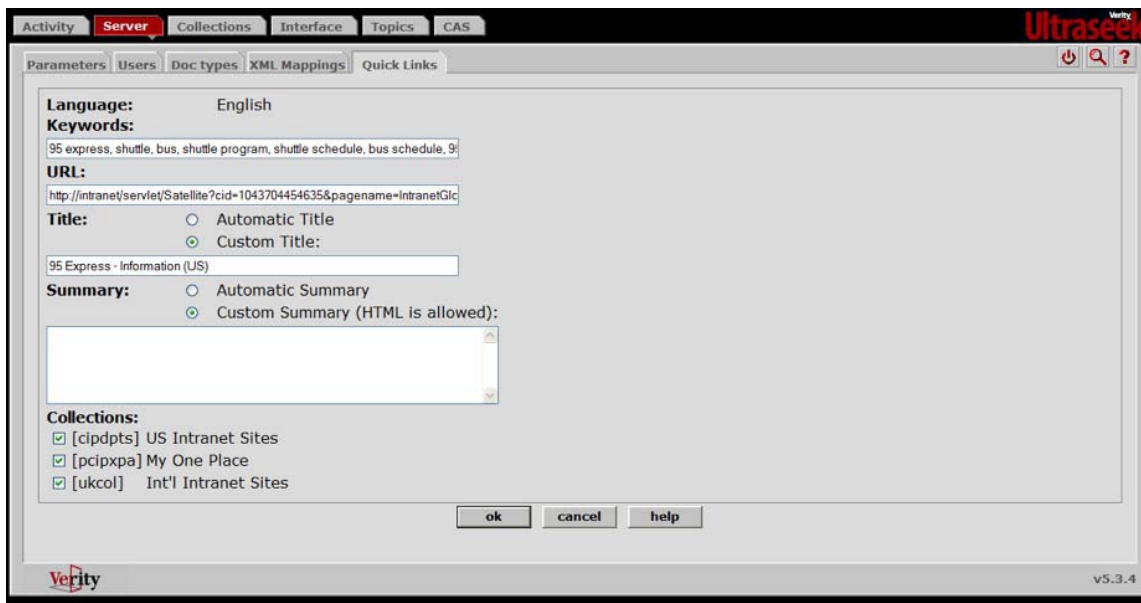 Activity Server Collections Interface Topics CAS Verity
Ultraseek
Parameters Users Doc types XML Mappings Quick Links ?
Language: English
Keywords:
95 express, shuttle, bus, shuttle program, shuttle schedule, bus schedule,
URL:
http://intranet/servlet/Satellite?cid=1043704454635&pagename=IntranetGlc
Title: Automatic Title
Custom Title:
95 Express - Information (US)
Summary: Automatic Summary
Custom Summary (HTML is allowed):
Collections:
[cipdpts] US Intranet Sites
[pcipxpa] My One Place
[ukcol] Int'l Intranet Sites
ok cancel help
Verity v5.3.4